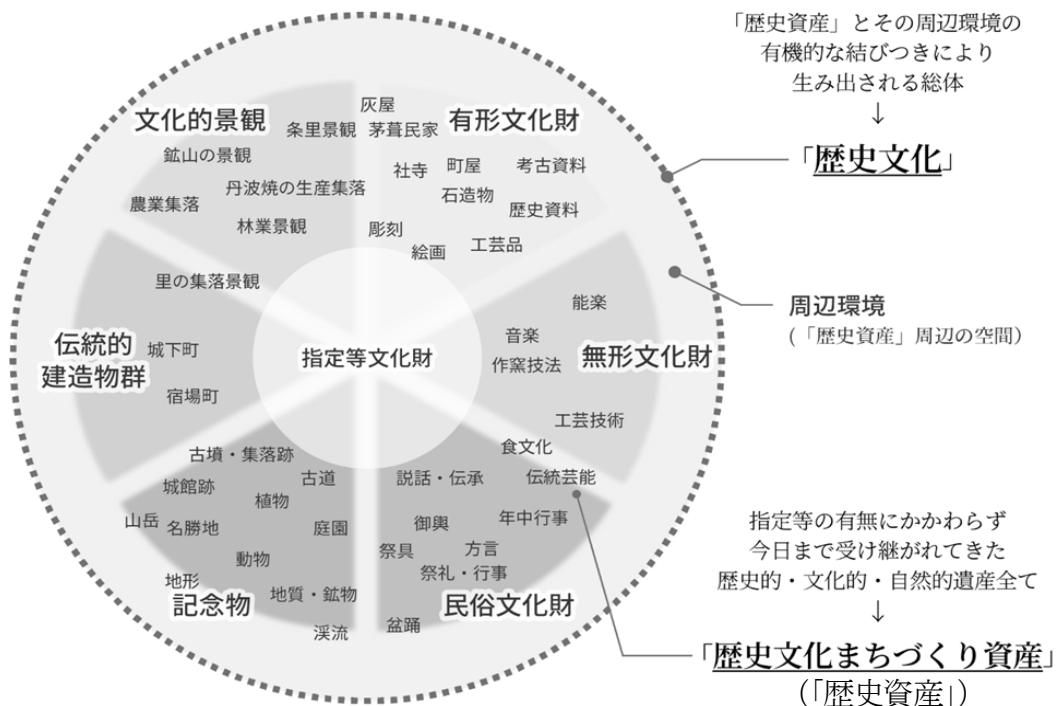 文化的景観
灰屋
条里景観
茅葺民家
有形文化財
鉱山の景観
社寺
町屋
考古資料
丹波焼の生産集落
石造物
農業集落
歴史資料
林業景観
彫刻
絵画
工芸品
里の集落景観
能楽
伝統的
建造物群
城下町
宿場町
指定等文化財
音楽
作窯技法
無形文化財
工芸技術
食文化
古墳・集落跡
城館跡
古道
植物
山岳
名勝地
庭園
動物
地形
地質・鉱物
記念物
渓流
説話・伝承
伝統芸能
御輿
年中行事
祭具
方言
祭礼・行事
民俗文化財
盆踊
「歴史資産」とその周辺環境の
有機的な結びつきにより
生み出される総体
↓
「歴史文化」
周辺環境
(「歴史資産」周辺の空間)
指定等の有無にかかわらず
今日まで受け継がれてきた
歴史的・文化的・自然的遺産全て
↓
「歴史文化まちづくり資産」
(「歴史資産」)